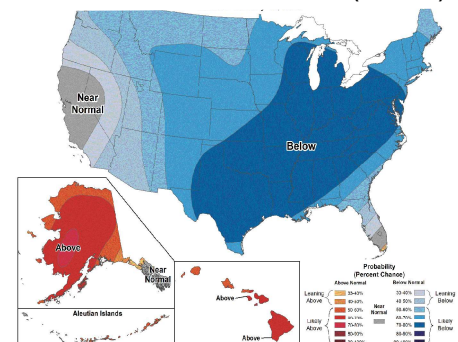 Near
Normal
Below
Above
Near
Normal
Aleutian Islands
Above
Above
Probability
(Percent Chance)
Above Normal
Below Normal
Leaning
Above
Likely
Above
33-40%
40-50%
50-60%
60-70%
70-80%
80-90%
Near
Normal
33-40%
40-50%
50-60%
60-70%
70-80%
80-90%
Leaning
Below
Likely
Below